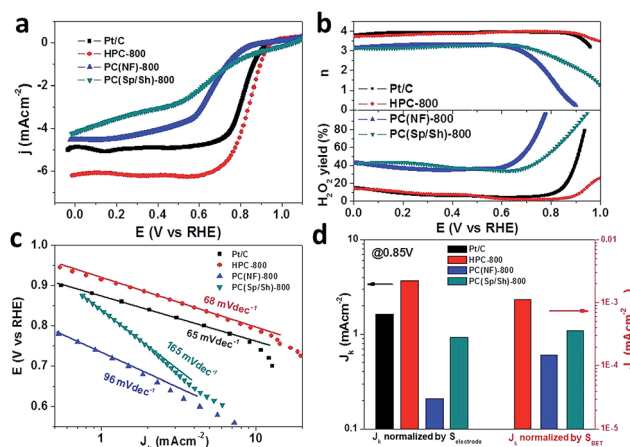 a
0
-2
-4
-6
j (mAcm⁻²)
Pt/C
HPC-800
PC(NF)-800
PC(Sp/Sh)-800
0.0 0.2 0.4 0.6 0.8 1.0
E (V vs RHE)
b
4
3
2
1
0
n
Pt/C
HPC-800
PC(NF)-800
PC(Sp/Sh)-800
80
60
40
20
0
H₂O₂ yield (%)
0.0 0.2 0.4 0.6 0.8 1.0
E (V vs RHE)
c
1.0
0.9
0.8
0.7
0.6
E (V vs RHE)
Pt/C
HPC-800
PC(NF)-800
PC(Sp/Sh)-800
68 mVdec⁻¹
65 mVdec⁻¹
165 mVdec⁻¹
96 mVdec⁻¹
1 10
(mAcm⁻²)
d
@0.85V
Pt/C
HPC-800
PC(NF)-800
PC(Sp/Sh)-800
10
1
0.1
Jₖ (mAcm⁻²)
0.01
1E-3
1E-4
1E-5
Jₖ normalized by S electrode
Jₖ normalized by S BET